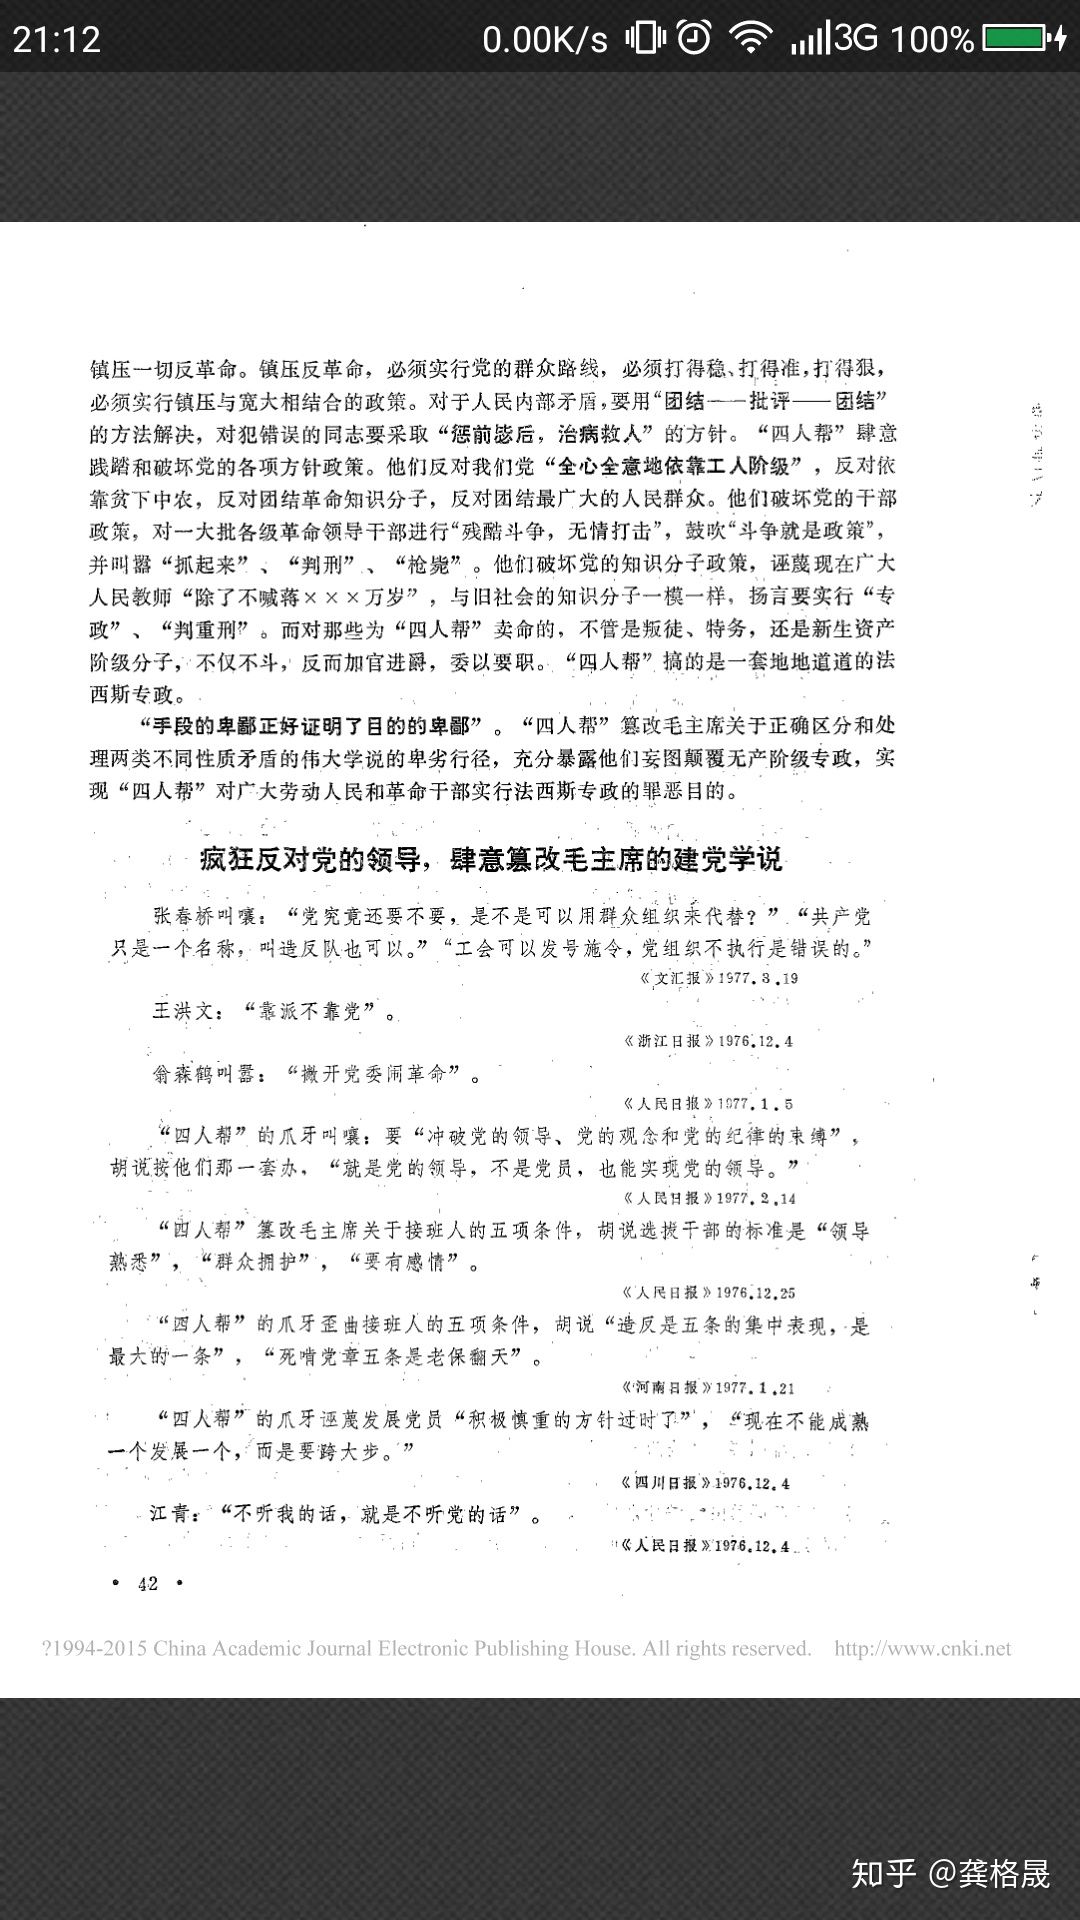 21:12 0.00K/s 3G 100%
镇压一切反革命。镇压反革命，必须实行党的群众路线，必须打得稳、打得准，打得狠，
必须实行镇压与宽大相结合的政策。对于人民内部矛盾，要用“团结——批评——团结”
的方法解决，对犯错误的同志要采取“惩前毖后，治病救人”的方针。“四人帮”肆意
践踏和破坏党的各项方针政策。他们反对我们党“全心全意地依靠工人阶级”，反对依
靠贫下中农，反对团结革命知识分子，反对团结最广大的人民群众。他们破坏党的干部
政策，对一大批各级革命领导干部进行“残酷斗争，无情打击”，鼓吹“斗争就是政策”，
并叫嚣“抓起来”、“判刑”、“枪毙”。他们破坏党的知识分子政策，诬蔑现在广大
人民教师“除了不喊蒋×××万岁”，与旧社会的知识分子一模一样，扬言要实行“专
政”、“判重刑”。而对那些为“四人帮”卖命的，不管是叛徒、特务，还是新生资产
阶级分子，不仅不斗，反而加官进爵，委以要职。“四人帮”搞的是一套地地道道的法
西斯专政。
“手段的卑鄙正好证明了目的的卑鄙”。“四人帮”篡改毛主席关于正确区分和处
理两类不同性质矛盾的伟大学说的卑劣行径，充分暴露他们妄图颠覆无产阶级专政，实
现“四人帮”对广大劳动人民和革命干部实行法西斯专政的罪恶目的。
疯狂反对党的领导，肆意篡改毛主席的建党学说
张春桥叫嚷：“党究竟还要不要，是不是可以用群众组织来代替？”“共产党
只是一个名称，叫造反队也可以。”“工会可以发号施令，党组织不执行是错误的。”
《文汇报》1977.3.19
王洪文：“靠派不靠党”。
《浙江日报》1976.12.4
翁森鹤叫嚣：“撇开党委闹革命”。
《人民日报》1977.1.5
“四人帮”的爪牙叫嚷：要“冲破党的领导、党的观念和党的纪律的束缚”，
胡说按他们那一套办，“就是党的领导，不是党员，也能实现党的领导。”
《人民日报》1977.2.14
“四人帮”篡改毛主席关于接班人的五项条件，胡说选拔干部的标准是“领导
熟悉”，“群众拥护”，“要有感情”。
《人民日报》1976.12.25
“四人帮”的爪牙歪曲接班人的五项条件，胡说“造反是五条的集中表现，是
最大的一条”，“死啃党章五条是老保翻天”。
《河南日报》1977.1.21
“四人帮”的爪牙诬蔑发展党员“积极慎重的方针过时了”，“现在不能成熟
一个发展一个，而是要跨大步。”
《四川日报》1976.12.4
江青：“不听我的话，就是不听党的话”。
《人民日报》1976.12.4
• 42 •
?1994-2015 China Academic Journal Electronic Publishing House. All rights reserved. http://www.cnki.net
知乎 @龚格晟